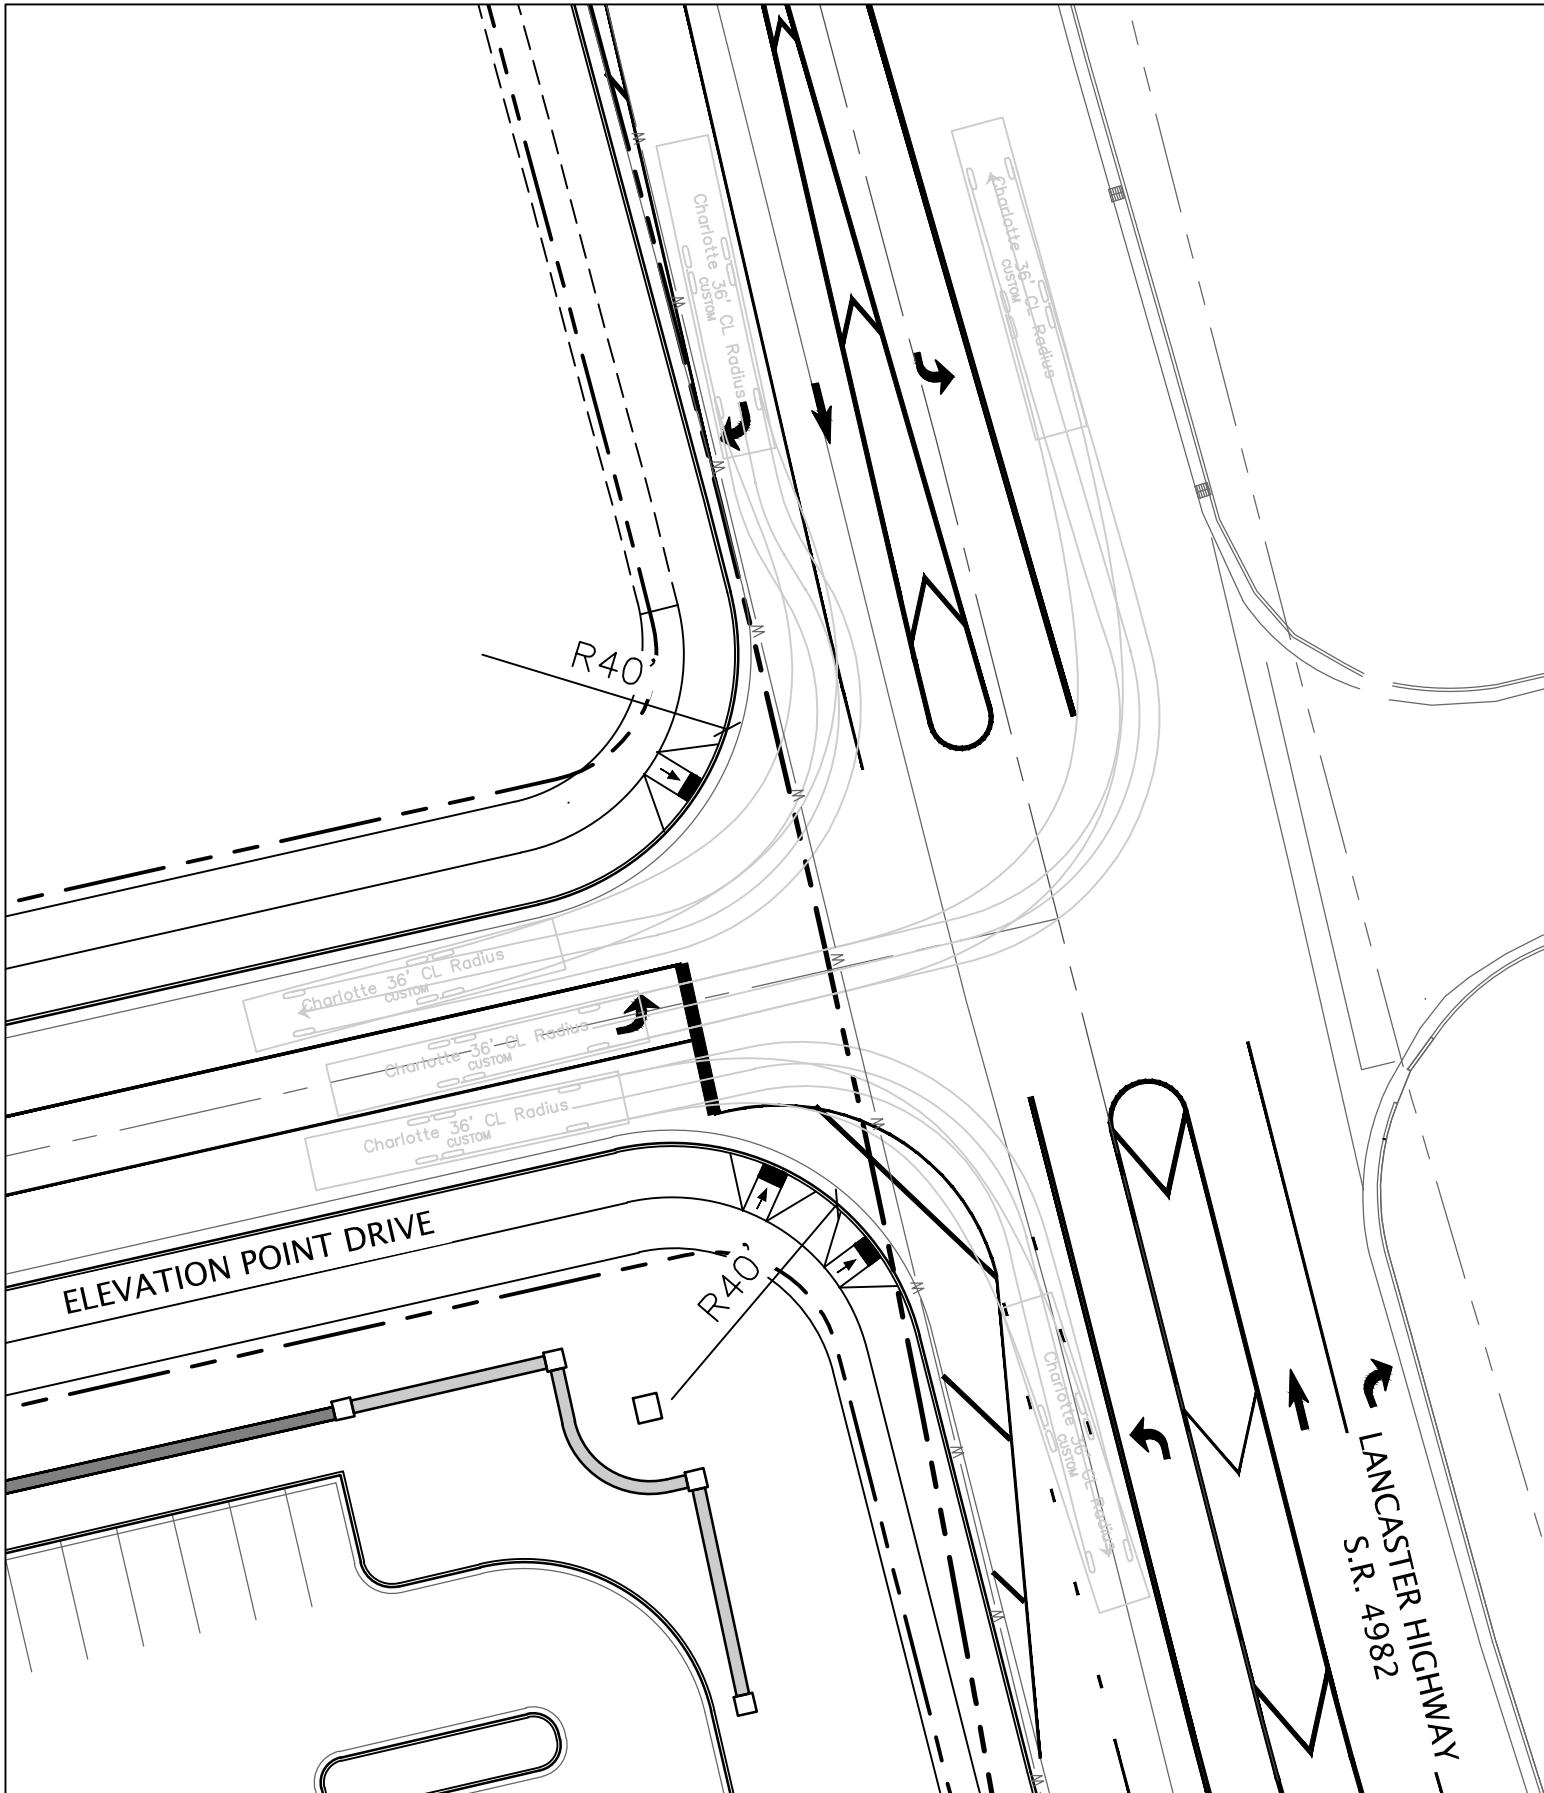 Charlotte 36' CL Radius
CUSTOM
Charlotte 36' CL Radius
CUSTOM
W
W
W
R40'
W
W
W
Charlotte 36' CL Radius
CUSTOM
Charlotte 36' CL Radius
CUSTOM
Charlotte 36' CL Radius
CUSTOM
W
ELEVATION POINT DRIVE
R40'
W
Charlotte 36' CL Radius
CUSTOM
W
LANCASTER HIGHWAY
S.R. 4982
W
W